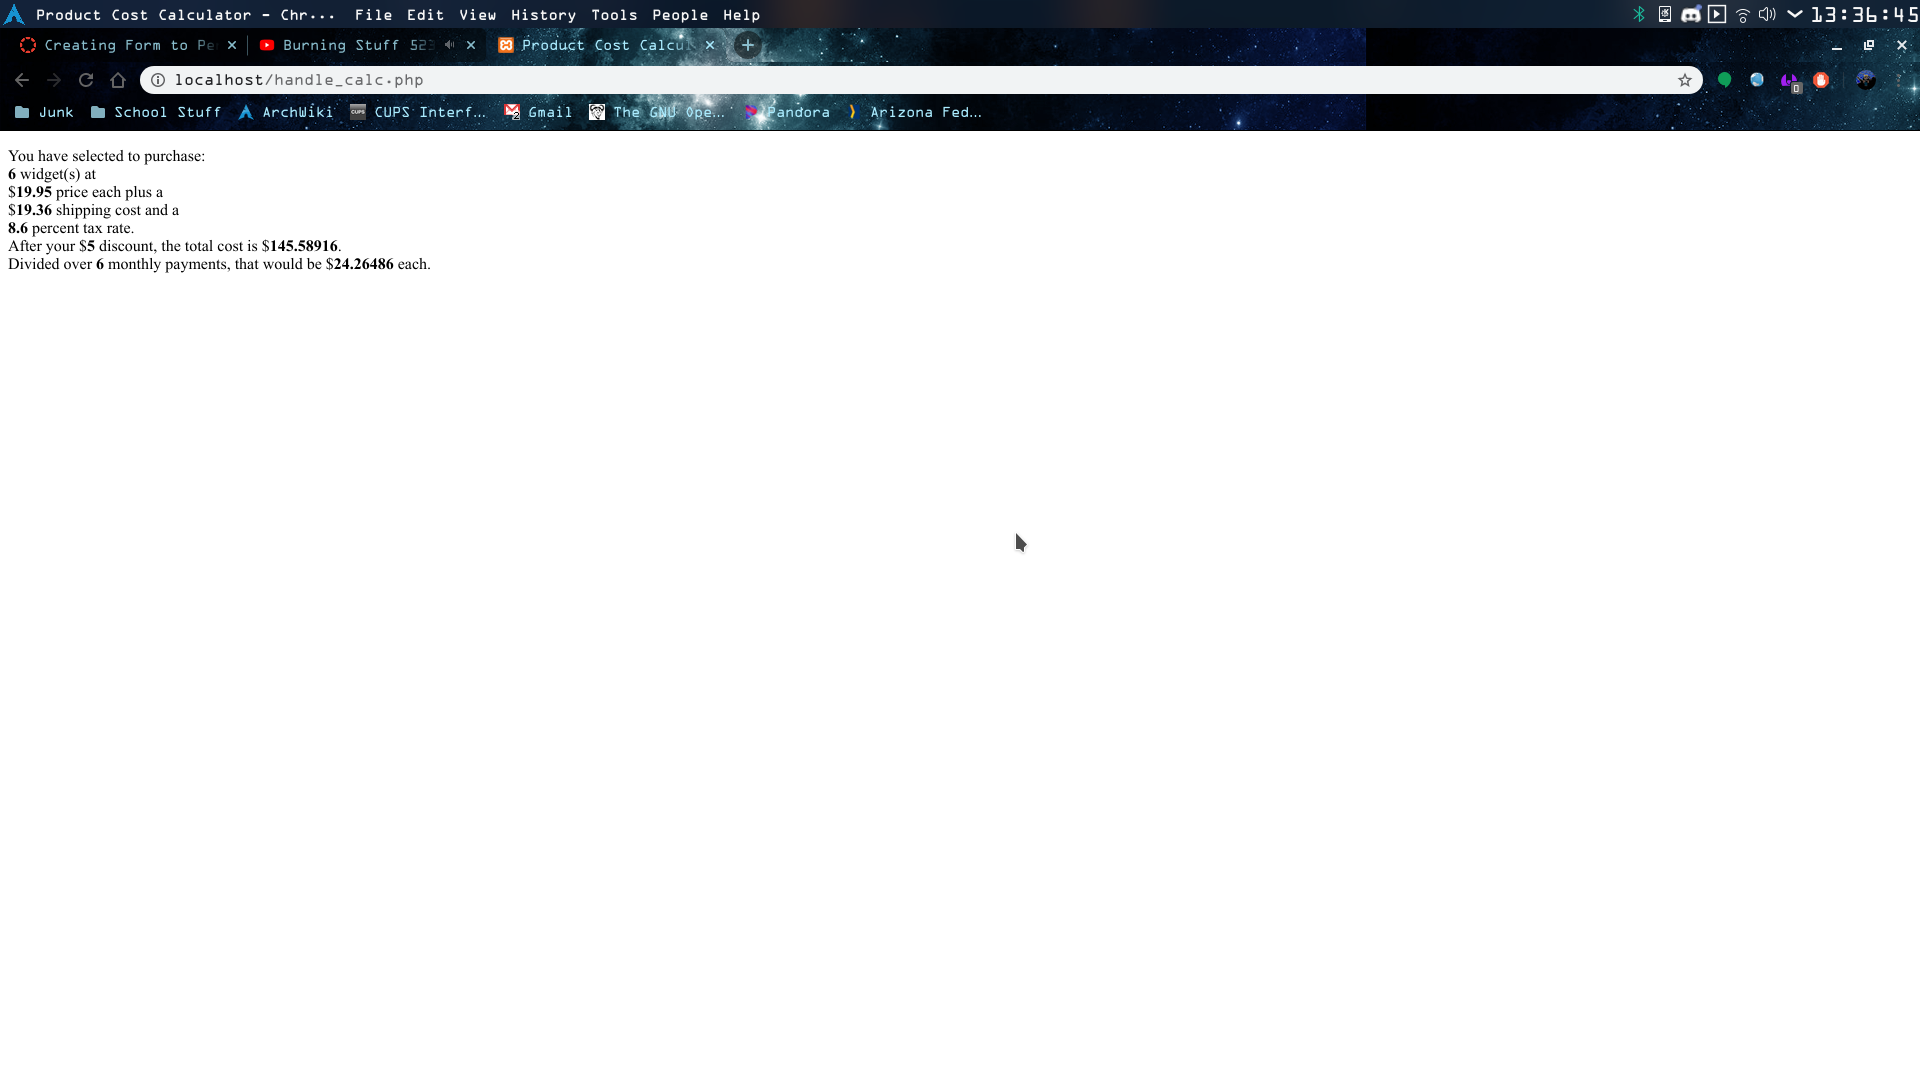 Product Cost Calculator - Chr... File Edit View History Tools People Help 13:36:45
Creating Form to Pe Burning Stuff 523 Product Cost Calcul
localhost/handle_calc.php
Junk School Stuff ArchWiki CUPS Interf... Gmail The GNU Ope... Pandora Arizona Fed...
You have selected to purchase:
6 widget(s) at
$19.95 price each plus a
$19.36 shipping cost and a
8.6 percent tax rate.
After your $5 discount, the total cost is $145.58916.
Divided over 6 monthly payments, that would be $24.26486 each.